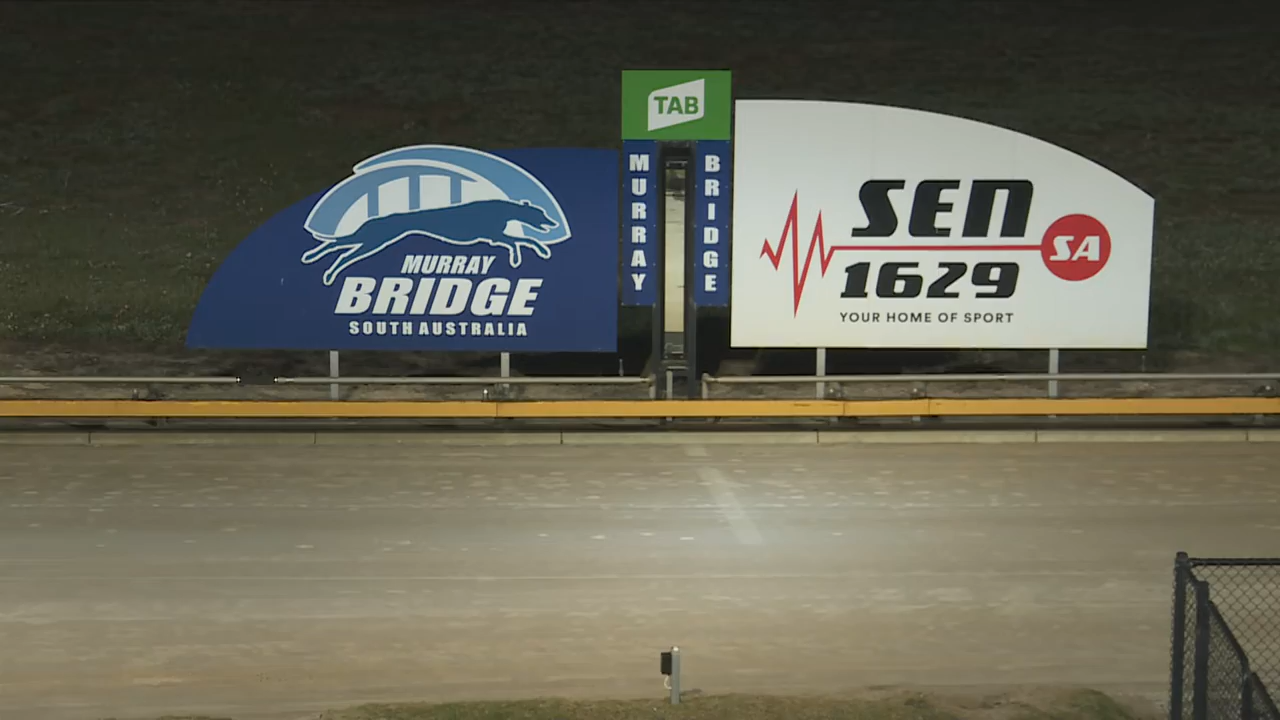 TAB
MURRAY
BRIDGE
MURRAY
BRIDGE
SOUTH AUSTRALIA
SEN
SA
1629
YOUR HOME OF SPORT